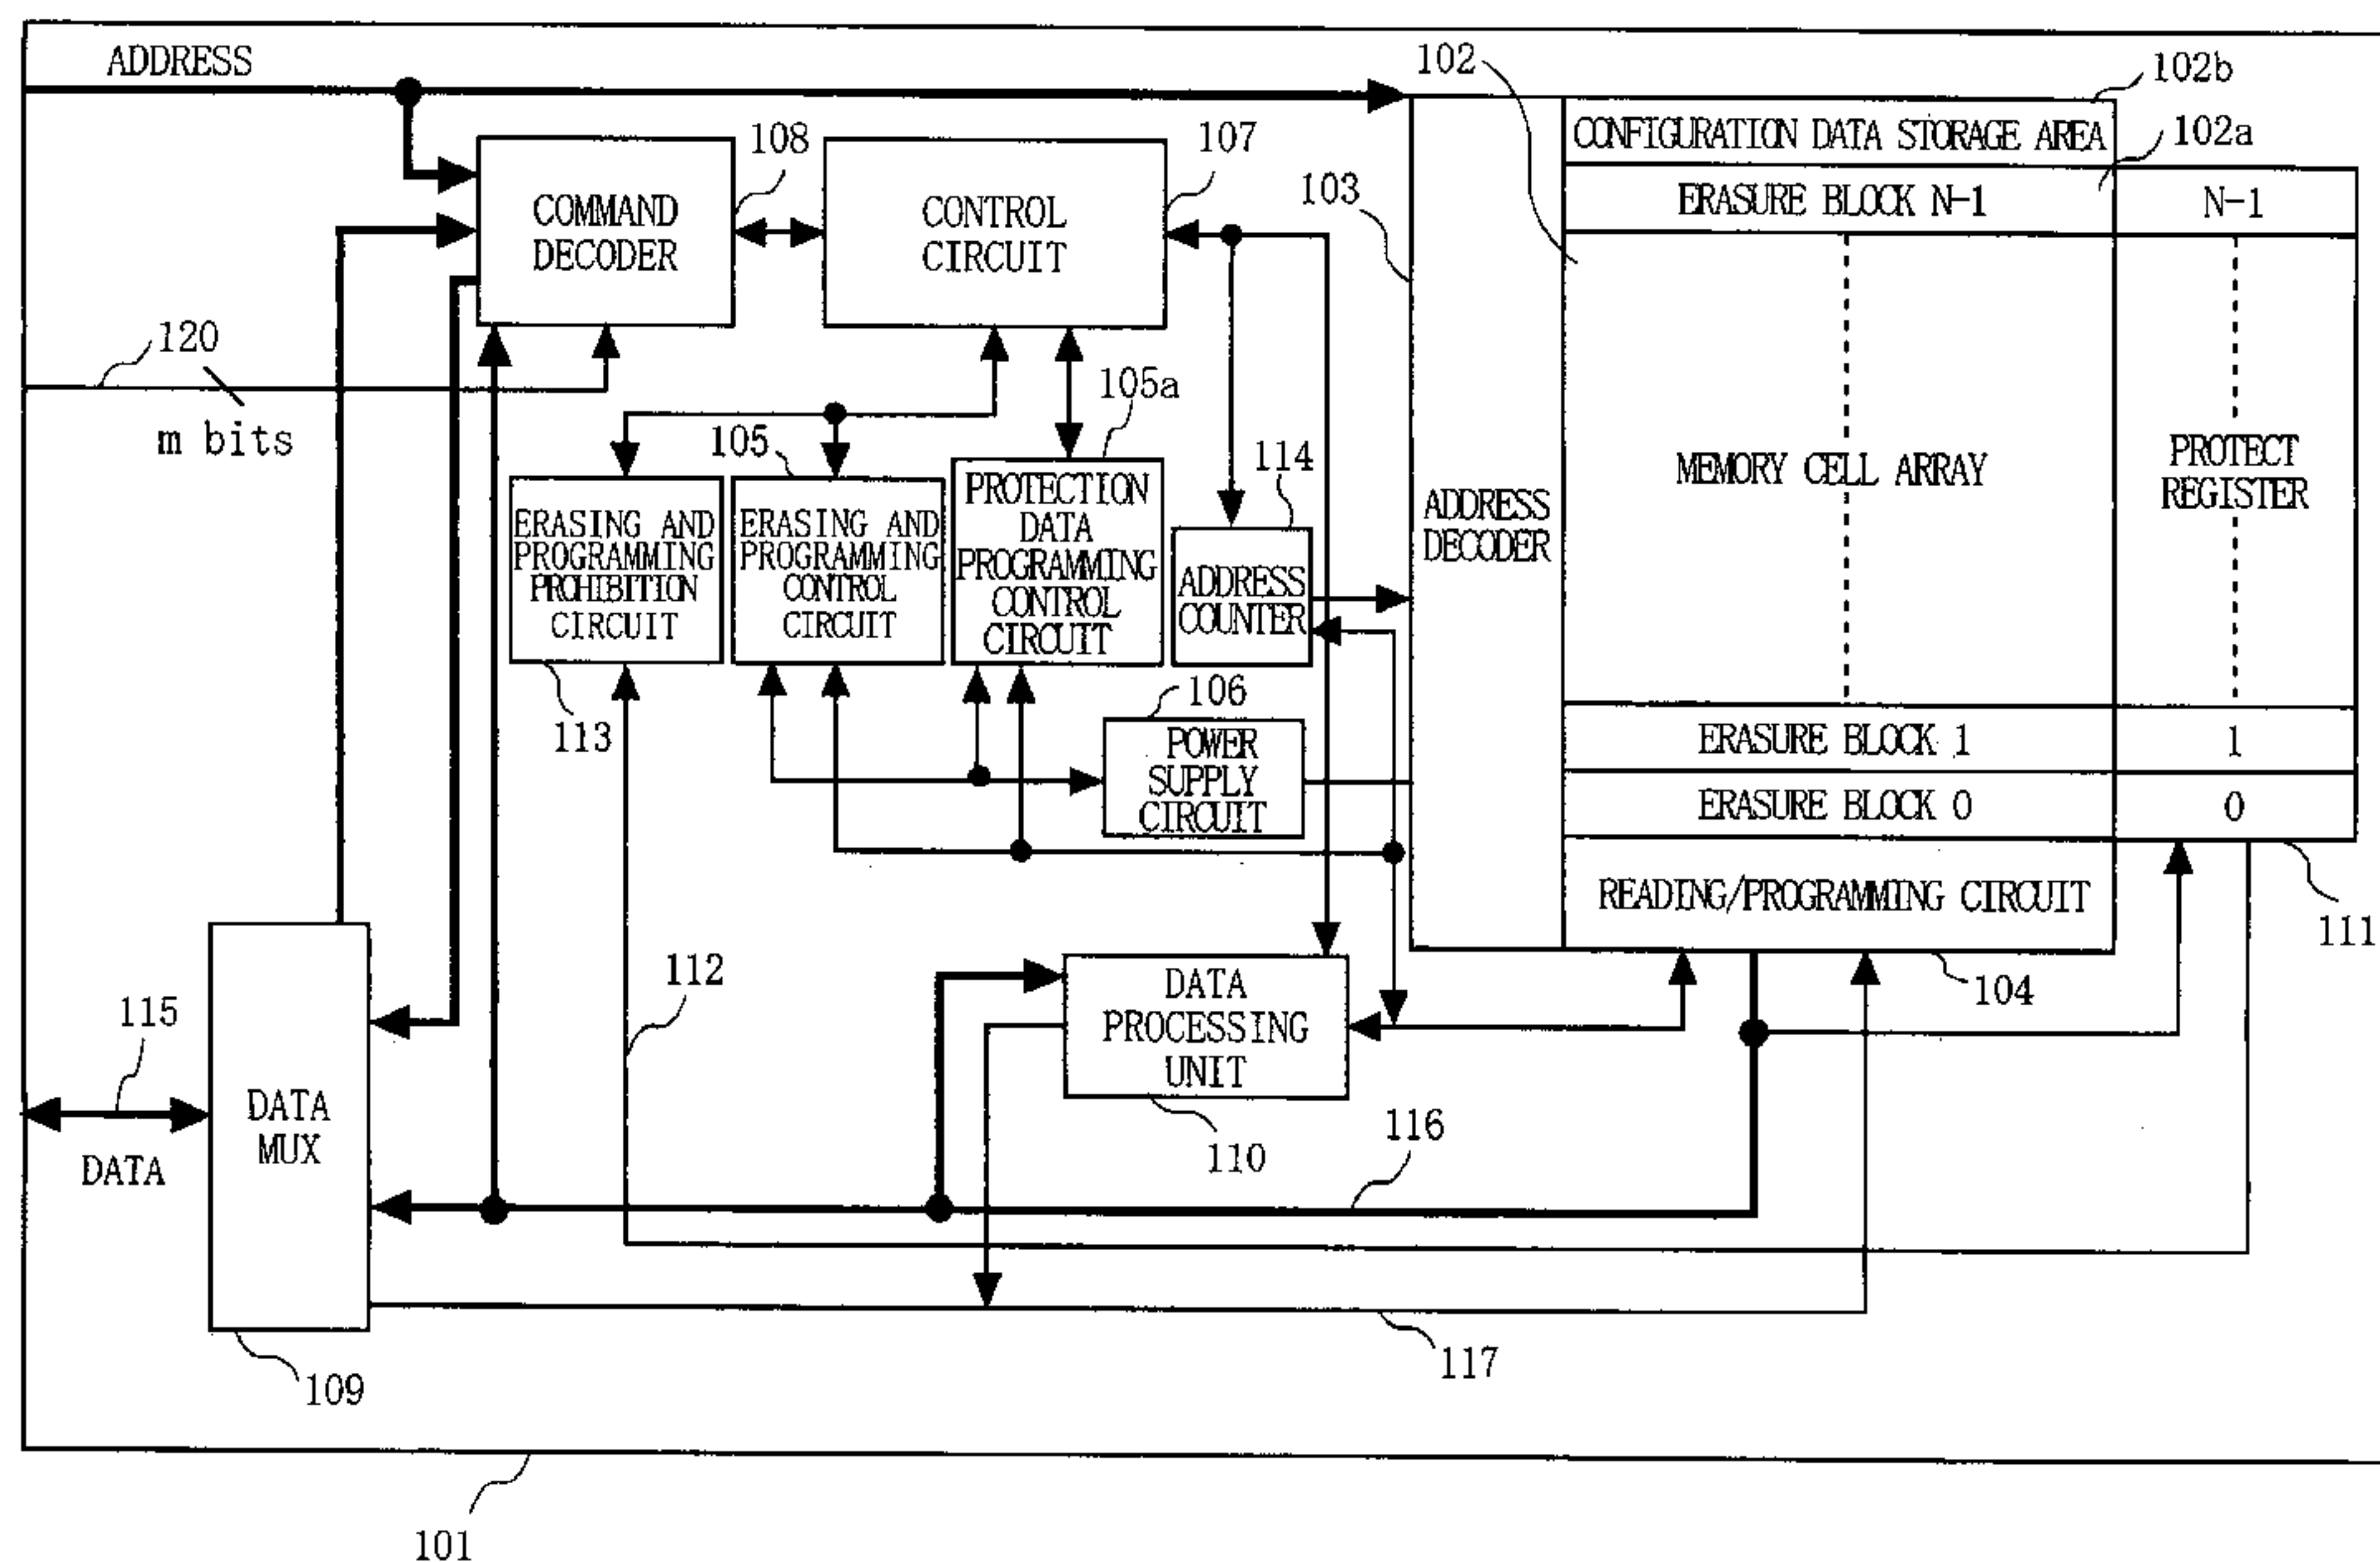 ADDRESS
102
102b
CONFIGURATION DATA STORAGE AREA
102a
108
107
103
COMMAND
DECODER
CONTROL
CIRCUIT
ERASURE BLOCK N-1
N-1
120
m bits
105a
105
114
ERASING AND
PROGRAMMING
PROHIBITION
CIRCUIT
ERASING AND
PROGRAMMING
CONTROL
CIRCUIT
PROTECTION
DATA
PROGRAMMING
CONTROL
CIRCUIT
ADDRESS
COUNTER
ADDRESS
DECODER
MEMORY CELL ARRAY
PROTECT
REGISTER
113
106
POWER
SUPPLY
CIRCUIT
ERASURE BLOCK 1
1
ERASURE BLOCK 0
0
READING/PROGRAMMING CIRCUIT
111
104
112
DATA
PROCESSING
UNIT
110
115
DATA
DATA
MUX
116
117
109
101